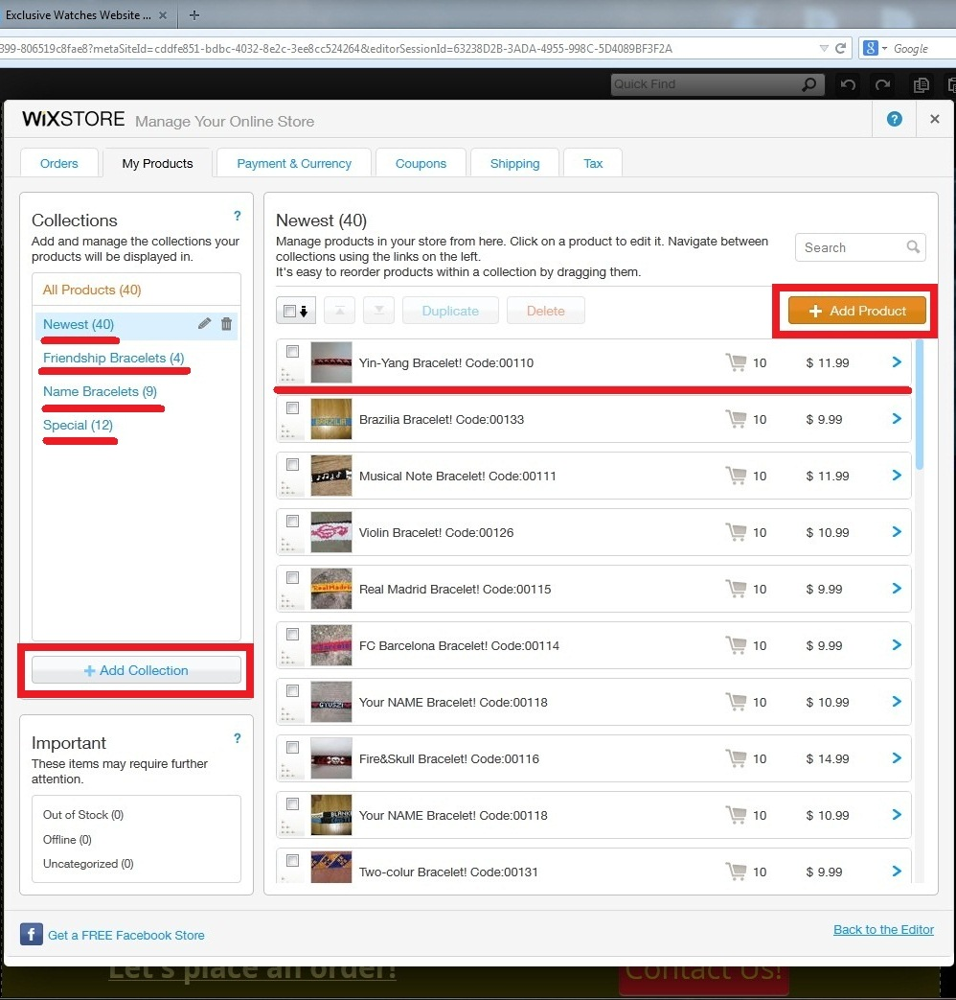 Exclusive Watches Website ...
399-806519c8fae8?metaSiteId=cddfe851-bdbc-4032-8e2c-3ee8cc524264&editorSessionId=63238D2B-3ADA-4955-998C-5D4089BF3F2A
Google
Quick Find
WiXSTORE Manage Your Online Store
Orders
My Products
Payment & Currency
Coupons
Shipping
Tax
Collections
Add and manage the collections your
products will be displayed in.
All Products (40)
Newest (40)
Friendship Bracelets (4)
Name Bracelets (9)
Special (12)
+ Add Collection
Important
These items may require further
attention.
Out of Stock (0)
Offline (0)
Uncategorized (0)
Newest (40)
Manage products in your store from here. Click on a product to edit it. Navigate between
collections using the links on the left.
It's easy to reorder products within a collection by dragging them.
Search
Duplicate
Delete
+ Add Product
Yin-Yang Bracelet! Code:00110 10 $ 11.99
BRAZILIA
Brazilia Bracelet! Code:00133 10 $ 9.99
Musical Note Bracelet! Code:00111 10 $ 11.99
Violin Bracelet! Code:00126 10 $ 10.99
RealMadrid
Real Madrid Bracelet! Code:00115 10 $ 9.99
FC Barcelona Bracelet! Code:00114 10 $ 9.99
GYUSZI
Your NAME Bracelet! Code:00118 10 $ 10.99
Fire&Skull Bracelet! Code:00116 10 $ 14.99
Your NAME Bracelet! Code:00118 10 $ 10.99
Two-colur Bracelet! Code:00131 10 $ 9.99
f Get a FREE Facebook Store
Back to the Editor
Let's place an order!
Contact Us!